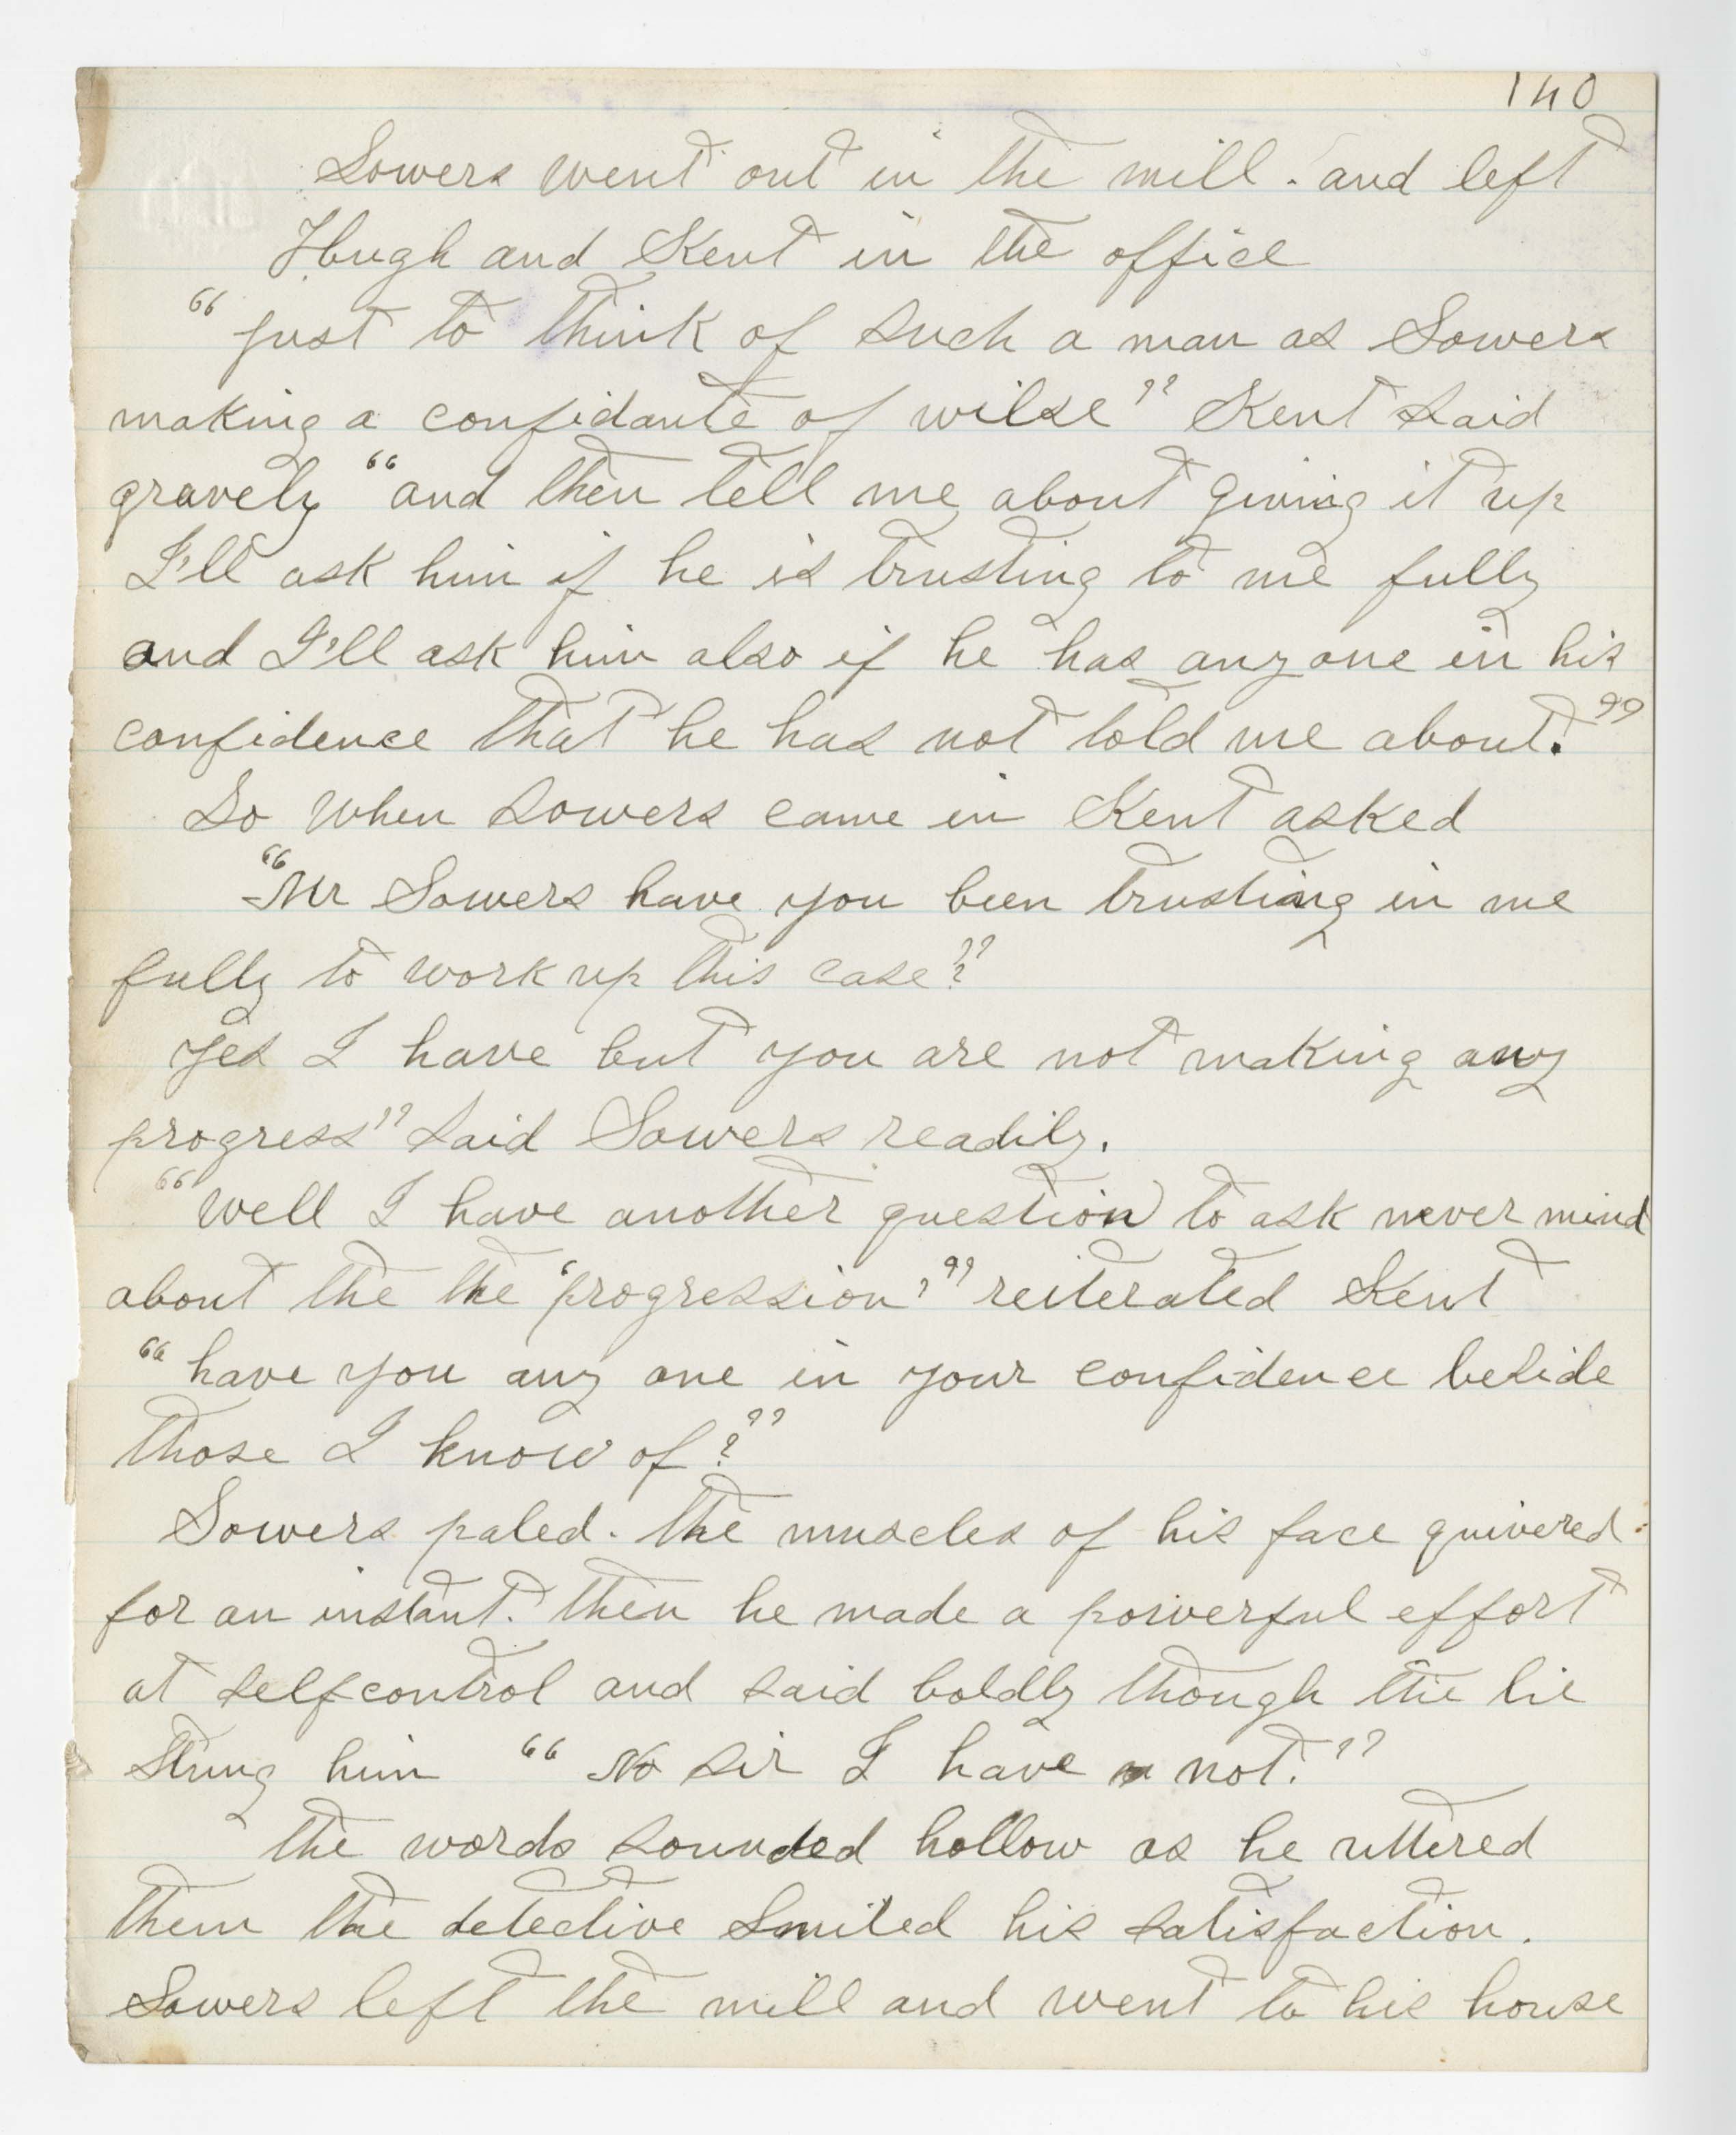 140
Sowers went out in the mill. and left
Hugh and Kent in the office
"just to think of such a man as Sowers
making a confidante of wilse" Kent said
gravely "and then tell me about giving it up
I'll ask him if he is trusting to me fully
and I'll ask him also if he has any one in his
confidence that he has not told me about."
So when Sowers came in Kent asked
"Mr Sowers have you been trusting in me
fully to work up this case?"
Yes I have but you are not making any
progress" said Sowers readily.
"well I have another question to ask never mind
about the the 'progression'" reiterated Kent
"have you any one in your confidence beside
those I know of?"
Sowers paled. the muscles of his face quivered
for an instant. then he made a powerful effort
at selfcontrol and said boldly though the lie
stung him "No sir I have not."
the words sounded hollow as he uttered
them the detective smiled his satisfaction.
Sowers left the mill and went to his house